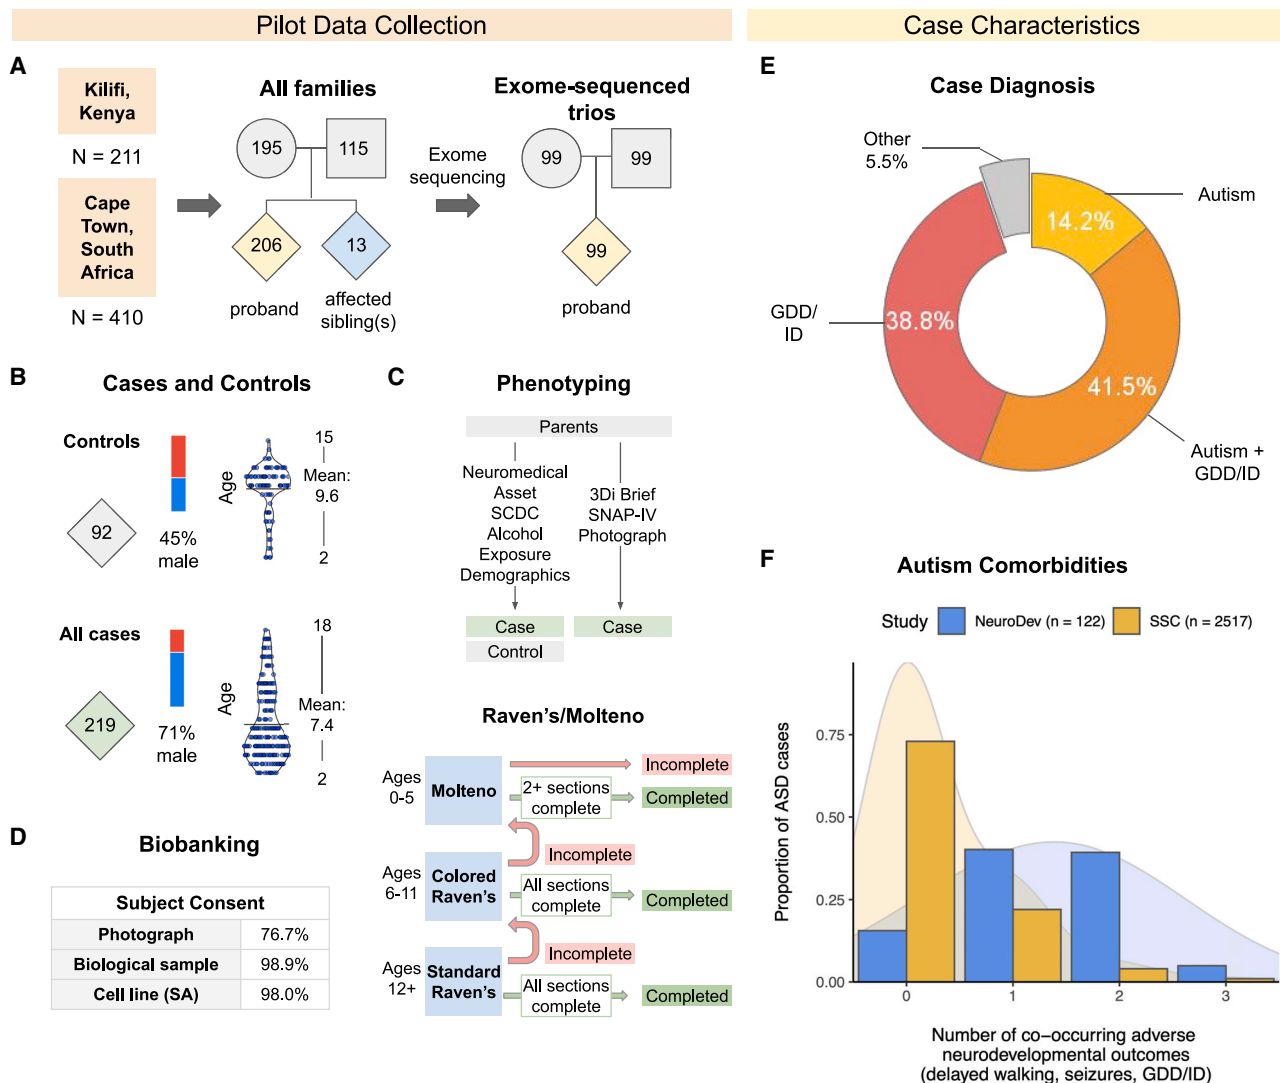 Pilot Data Collection
Case Characteristics
A
Kilifi,
Kenya
N = 211
Cape
Town,
South
Africa
N = 410
All families
195
115
206
13
proband
affected
sibling(s)
Exome
sequencing
Exome-sequenced
trios
99
99
99
proband
B
Cases and Controls
Controls
92
45%
male
Age
15
Mean:
9.6
2
All cases
219
71%
male
Age
18
Mean:
7.4
2
C
Phenotyping
Parents
Neuromedical
Asset
SCDC
Alcohol
Exposure
Demographics
3Di Brief
SNAP-IV
Photograph
Case
Control
Case
Raven's/Molteno
Ages
0-5
Molteno
Incomplete
2+ sections
complete
Completed
Incomplete
Ages
6-11
Colored
Raven's
All sections
complete
Completed
Incomplete
Ages
12+
Standard
Raven's
All sections
complete
Completed
D
Biobanking
Subject Consent
Photograph 76.7%
Biological sample 98.9%
Cell line (SA) 98.0%
E
Case Diagnosis
Other
5.5%
Autism
14.2%
GDD/
ID
38.8%
41.5%
Autism +
GDD/ID
F
Autism Comorbidities
Study NeuroDev (n = 122) SSC (n = 2517)
Proportion of ASD cases
0.75
0.50
0.25
0.00
0 1 2 3
Number of co-occurring adverse
neurodevelopmental outcomes
(delayed walking, seizures, GDD/ID)